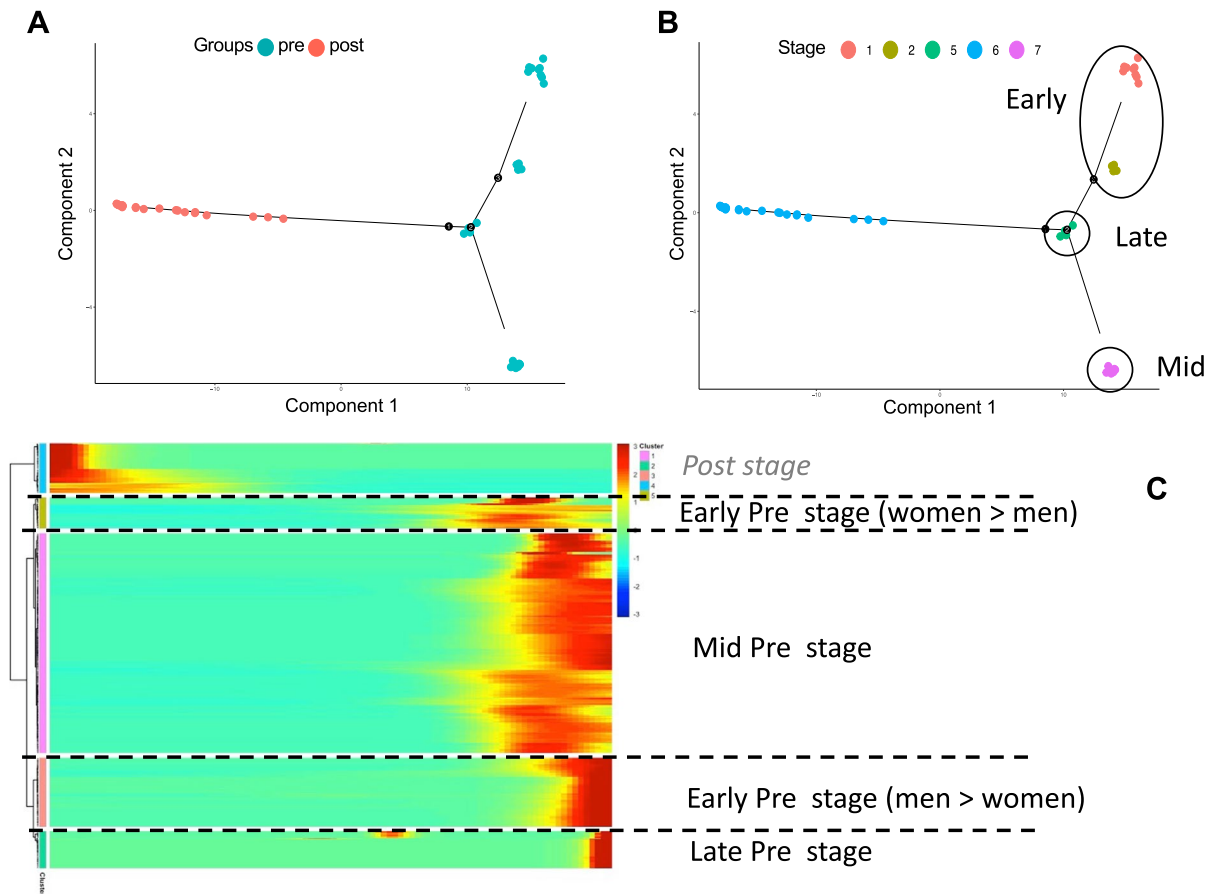 A
Groups pre post
Component 2
4
0
-4
1
2
3
-10
0
10
Component 1
B
Stage 1 2 5 6 7
Early
Late
Mid
Component 2
4
0
-4
2
-10
0
10
Component 1
C
3
2
1
-1
-2
-3
Cluster
1
2
3
4
5
Post stage
Early Pre stage (women > men)
Mid Pre stage
Early Pre stage (men > women)
Late Pre stage
Cluste